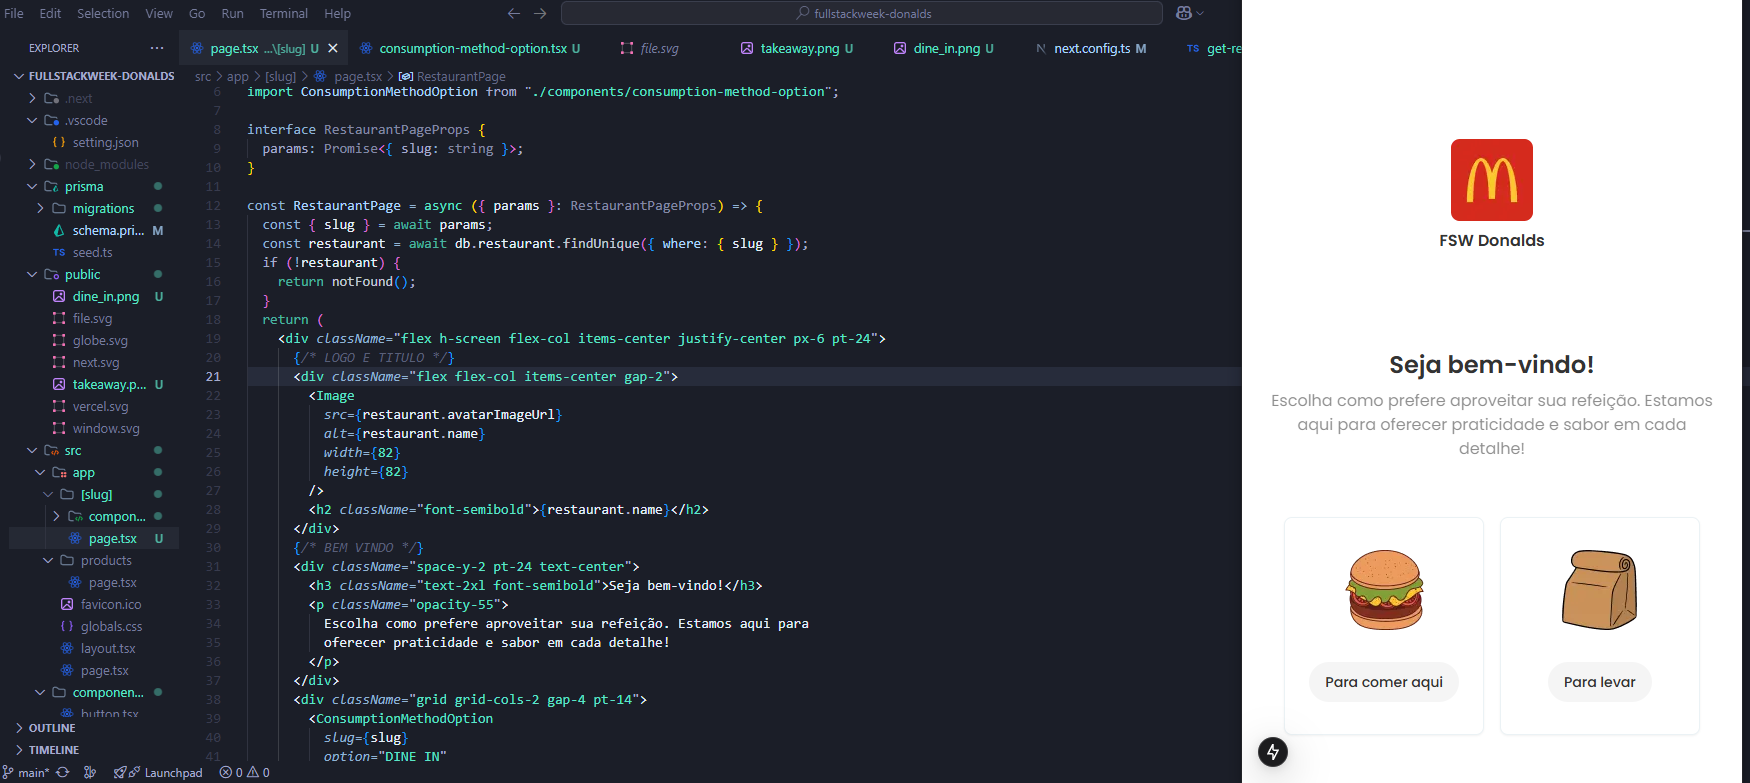 File Edit Selection View Go Run Terminal Help
fullstackweek-donalds
EXPLORER
page.tsx ...\[slug] U
consumption-method-option.tsx U
file.svg
takeaway.png U
dine_in.png U
N next.config.ts M
TS get-re
FULLSTACKWEEK-DONALDS
.next
.vscode
setting.json
node_modules
prisma
migrations
schema.pri... M
TS seed.ts
public
dine_in.png U
file.svg
globe.svg
next.svg
takeaway.p... U
vercel.svg
window.svg
src
app
[slug]
compon...
page.tsx U
products
page.tsx
favicon.ico
globals.css
layout.tsx
page.tsx
componen...
button.tsx
OUTLINE
TIMELINE
src > app > [slug] > page.tsx > RestaurantPage
6 import ConsumptionMethodOption from "./components/consumption-method-option";
7
8 interface RestaurantPageProps {
9 params: Promise<{ slug: string }>;
10 }
11
12 const RestaurantPage = async ({ params }: RestaurantPageProps) => {
13 const { slug } = await params;
14 const restaurant = await db.restaurant.findUnique({ where: { slug } });
15 if (!restaurant) {
16 return notFound();
17 }
18 return (
19 <div className="flex h-screen flex-col items-center justify-center px-6 pt-24">
20 {/* LOGO E TITULO */}
21 <div className="flex flex-col items-center gap-2">
22 <Image
23 src={restaurant.avatarImageUrl}
24 alt={restaurant.name}
25 width={82}
26 height={82}
27 />
28 <h2 className="font-semibold">{restaurant.name}</h2>
29 </div>
30 {/* BEM VINDO */}
31 <div className="space-y-2 pt-24 text-center">
32 <h3 className="text-2xl font-semibold">Seja bem-vindo!</h3>
33 <p className="opacity-55">
34 Escolha como prefere aproveitar sua refeição. Estamos aqui para
35 oferecer praticidade e sabor em cada detalhe!
36 </p>
37 </div>
38 <div className="grid grid-cols-2 gap-4 pt-14">
39 <ConsumptionMethodOption
40 slug={slug}
41 option="DINE_IN"
main* Launchpad 0 0
FSW Donalds
Seja bem-vindo!
Escolha como prefere aproveitar sua refeição. Estamos
aqui para oferecer praticidade e sabor em cada
detalhe!
Para comer aqui
Para levar